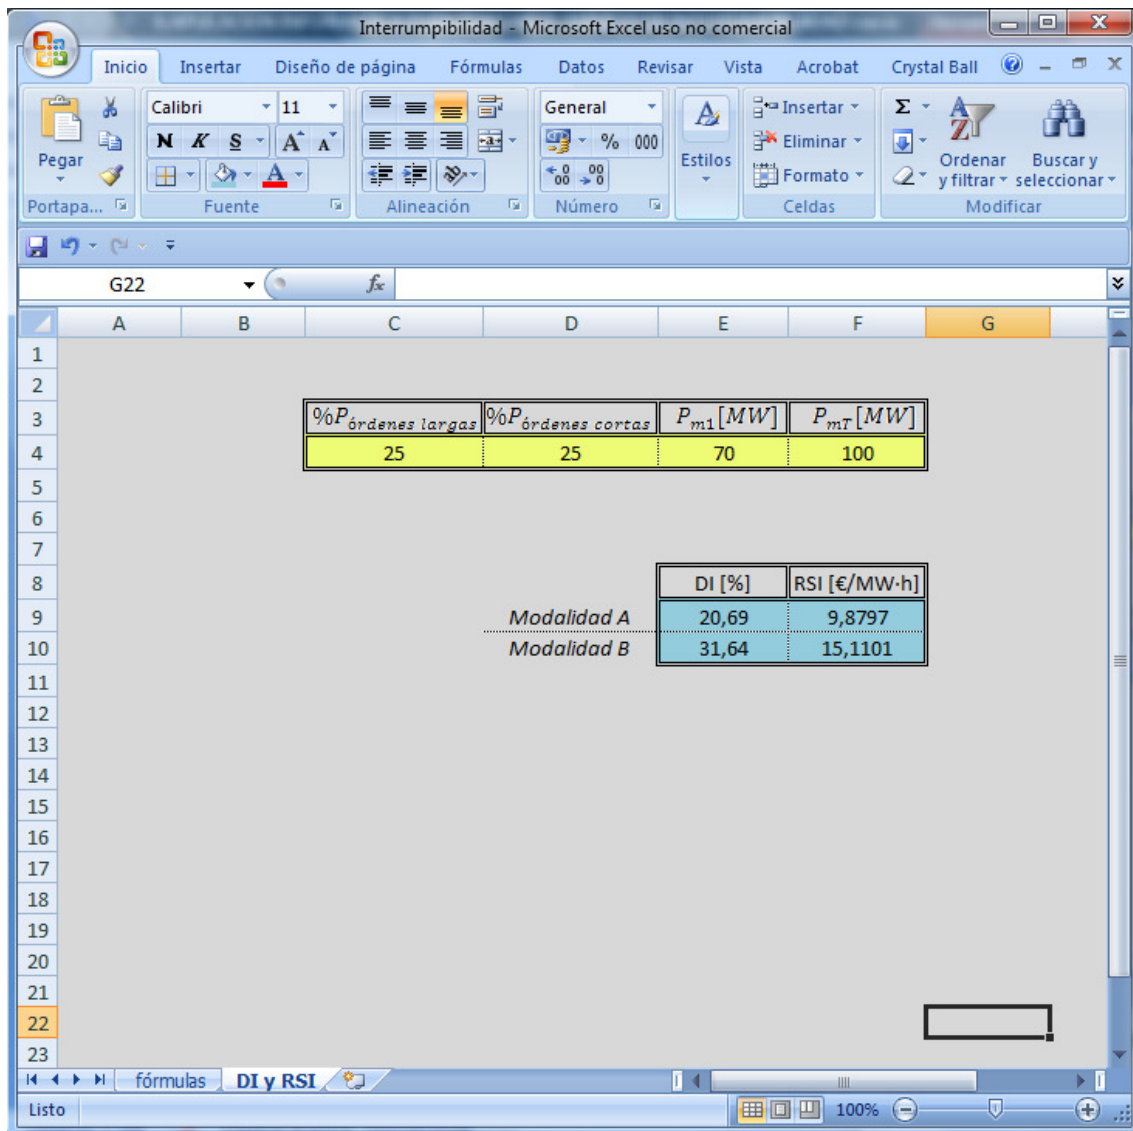 Interrumpibilidad - Microsoft Excel uso no comercial
Inicio Insertar Diseño de página Fórmulas Datos Revisar Vista Acrobat Crystal Ball
Pegar
Portapa...
Calibri 11
N K S A A
A
Fuente
Alineación
General
% 000
Número
Estilos
Insertar
Eliminar
Formato
Celdas
Σ
Ordenar y filtrar
Buscar y seleccionar
Modificar
G22 fx
A B C D E F G
1
2
3 %P órdenes largas %P órdenes cortas P m1 [MW] P mT [MW]
4 25 25 70 100
5
6
7
8 DI [%] RSI [€/MW·h]
9 Modalidad A 20,69 9,8797
10 Modalidad B 31,64 15,1101
11
12
13
14
15
16
17
18
19
20
21
22
23
fórmulas DI y RSI
Listo 100%